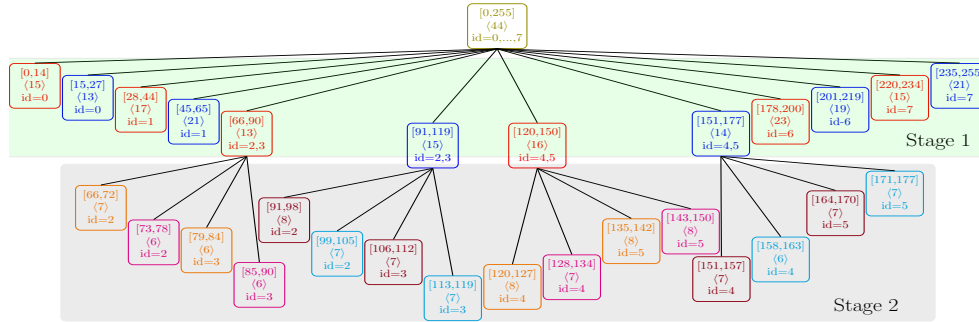 [0,255]
⟨44⟩
id=0,...,7
[0,14]
⟨15⟩
id=0
[15,27]
⟨13⟩
id=0
[28,44]
⟨17⟩
id=1
[45,65]
⟨21⟩
id=1
[66,90]
⟨13⟩
id=2,3
[91,119]
⟨15⟩
id=2,3
[120,150]
⟨16⟩
id=4,5
[151,177]
⟨14⟩
id=4,5
[178,200]
⟨23⟩
id=6
[201,219]
⟨19⟩
id-6
[220,234]
⟨15⟩
id=7
[235,255]
⟨21⟩
id=7
Stage 1
[66,72]
⟨7⟩
id=2
[73,78]
⟨6⟩
id=2
[79,84]
⟨6⟩
id=3
[85,90]
⟨6⟩
id=3
[91,98]
⟨8⟩
id=2
[99,105]
⟨7⟩
id=2
[106,112]
⟨7⟩
id=3
[113,119]
⟨7⟩
id=3
[120,127]
⟨8⟩
id=4
[128,134]
⟨7⟩
id=4
[135,142]
⟨8⟩
id=5
[143,150]
⟨8⟩
id=5
[151,157]
⟨7⟩
id=4
[158,163]
⟨6⟩
id=4
[164,170]
⟨7⟩
id=5
[171,177]
⟨7⟩
id=5
Stage 2